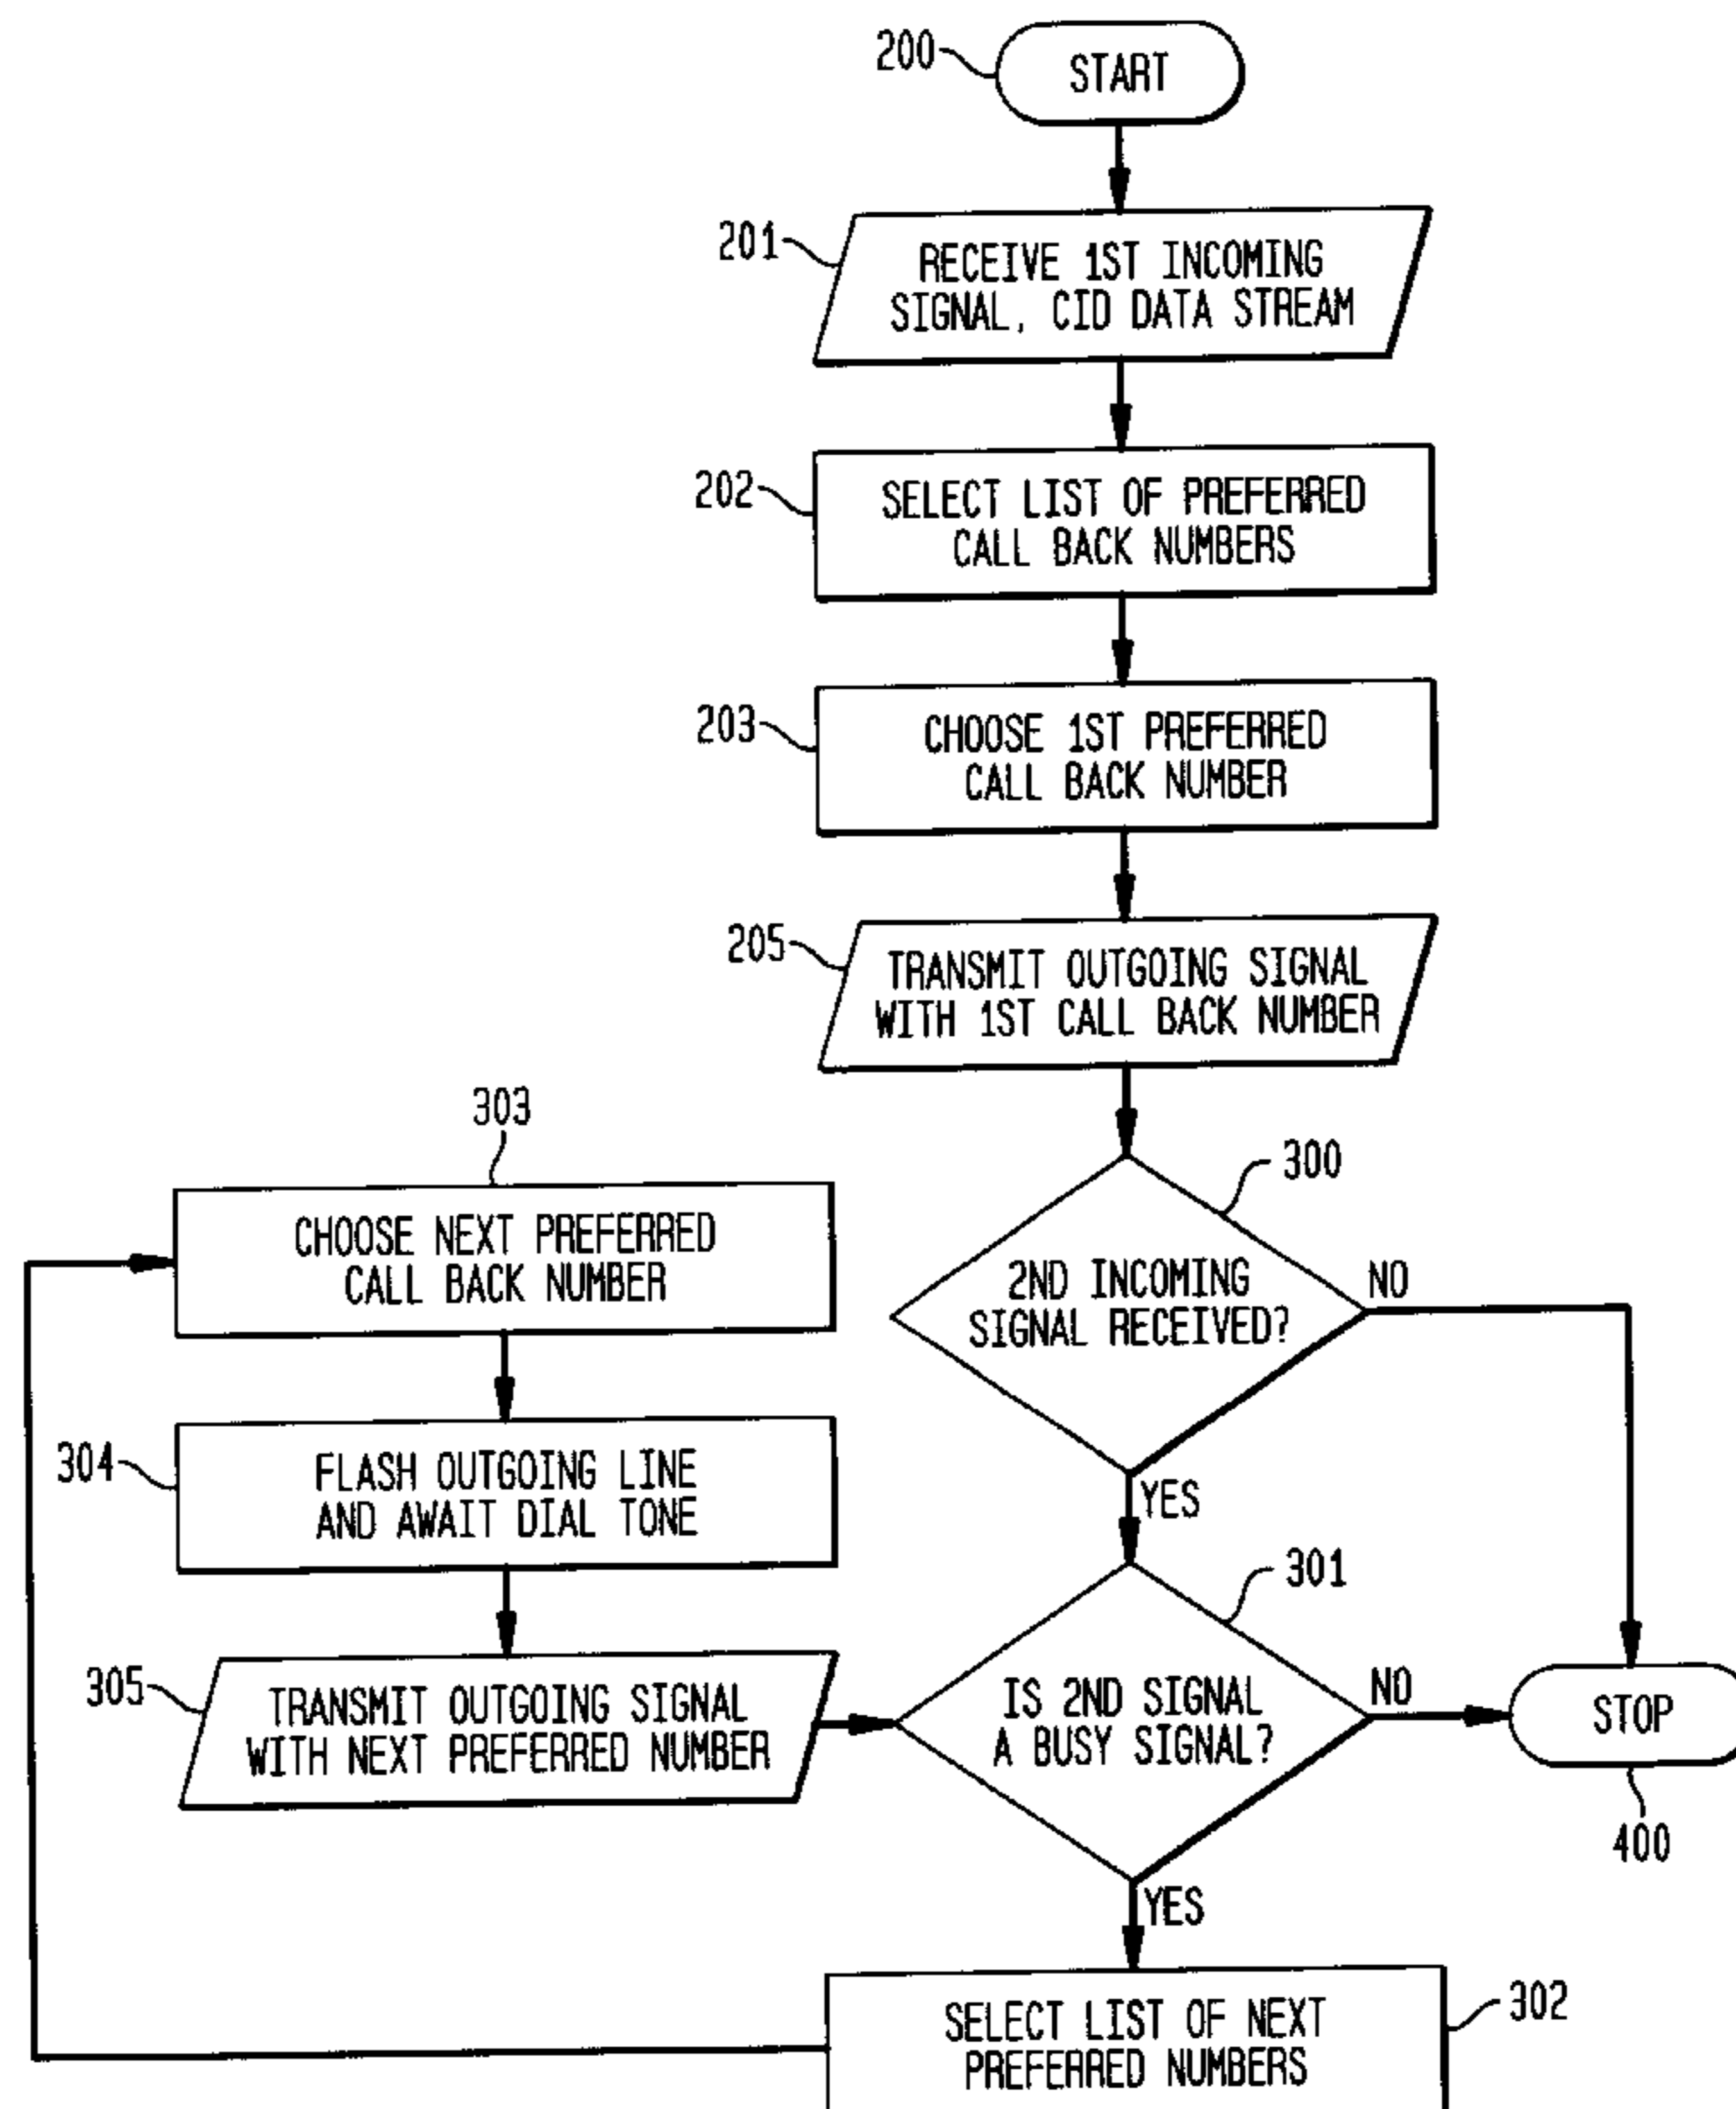 200
START
201
RECEIVE 1ST INCOMING
SIGNAL, CID DATA STREAM
202
SELECT LIST OF PREFERRED
CALL BACK NUMBERS
203
CHOOSE 1ST PREFERRED
CALL BACK NUMBER
205
TRANSMIT OUTGOING SIGNAL
WITH 1ST CALL BACK NUMBER
300
2ND INCOMING
SIGNAL RECEIVED?
NO
YES
301
IS 2ND SIGNAL
A BUSY SIGNAL?
NO
STOP
400
YES
302
SELECT LIST OF NEXT
PREFERRED NUMBERS
303
CHOOSE NEXT PREFERRED
CALL BACK NUMBER
304
FLASH OUTGOING LINE
AND AWAIT DIAL TONE
305
TRANSMIT OUTGOING SIGNAL
WITH NEXT PREFERRED NUMBER